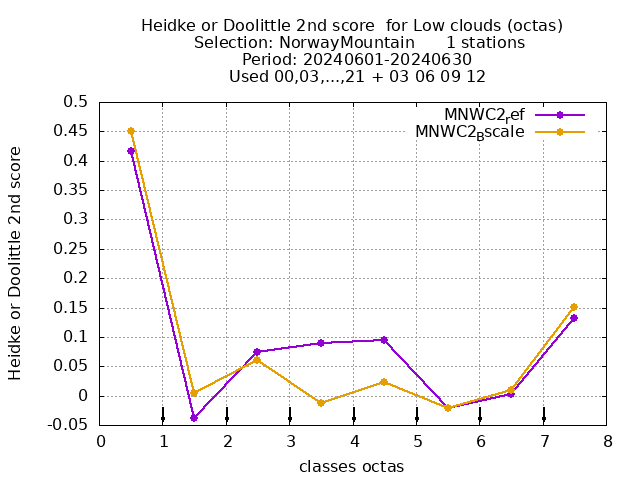 Heidke or Doolittle 2nd score  for Low clouds (octas)
Selection: NorwayMountain      1 stations
Period: 20240601-20240630
Used 00,03,...,21 + 03 06 09 12
MNWC2ref
MNWC2Bscale
Heidke or Doolittle 2nd score
0.5
0.45
0.4
0.35
0.3
0.25
0.2
0.15
0.1
0.05
0
-0.05
0 1 2 3 4 5 6 7 8
classes octas